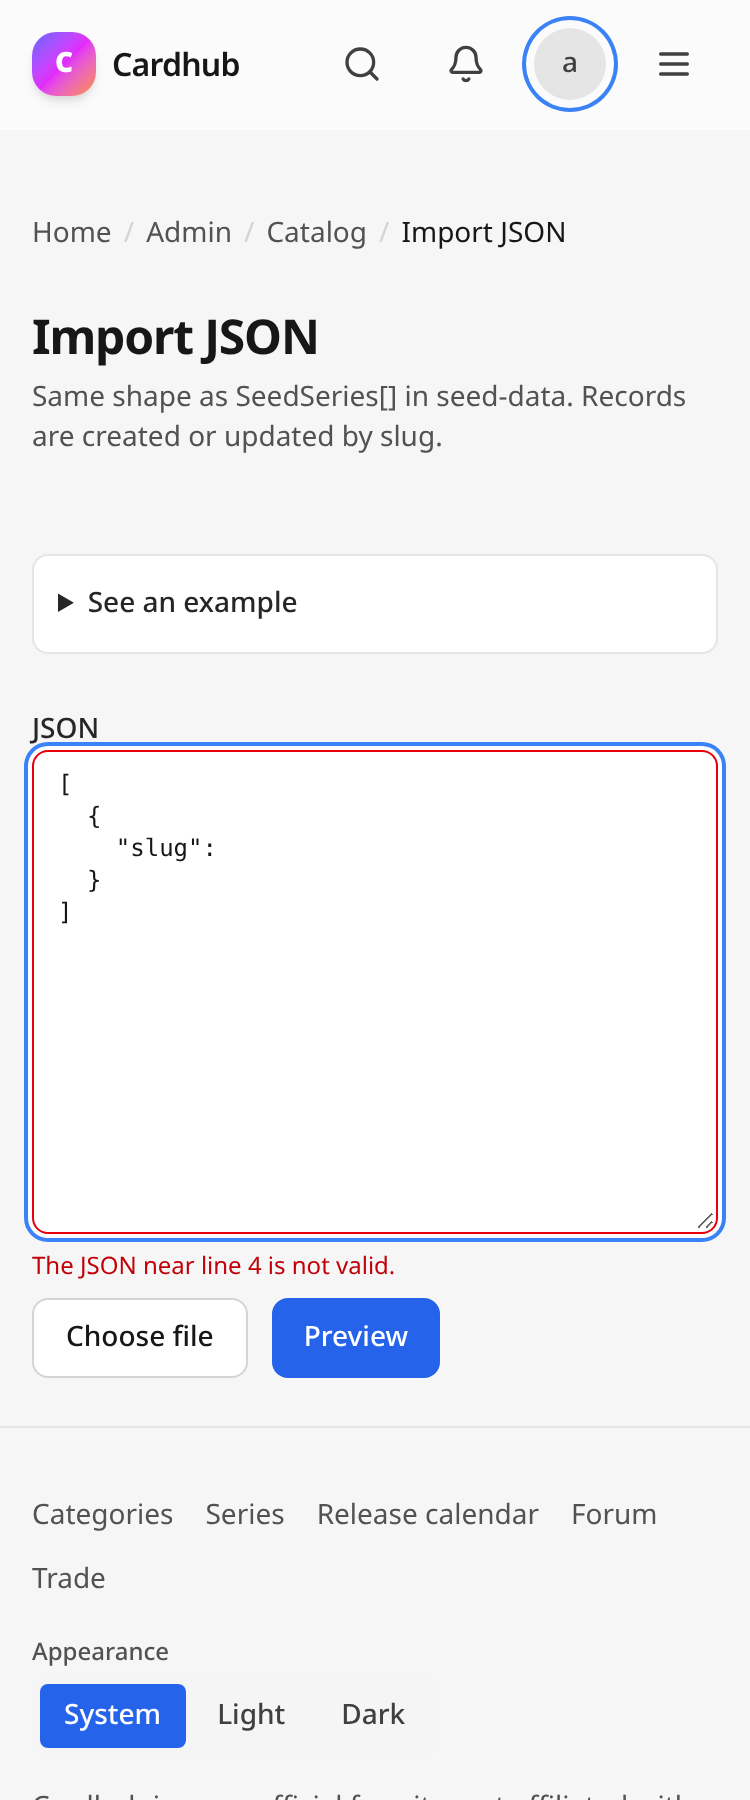 C Cardhub a
Home / Admin / Catalog / Import JSON
Import JSON
Same shape as SeedSeries[] in seed-data. Records
are created or updated by slug.
See an example
JSON
[
  {
    "slug":
  }
]
The JSON near line 4 is not valid.
Choose file Preview
Categories Series Release calendar Forum
Trade
Appearance
System Light Dark